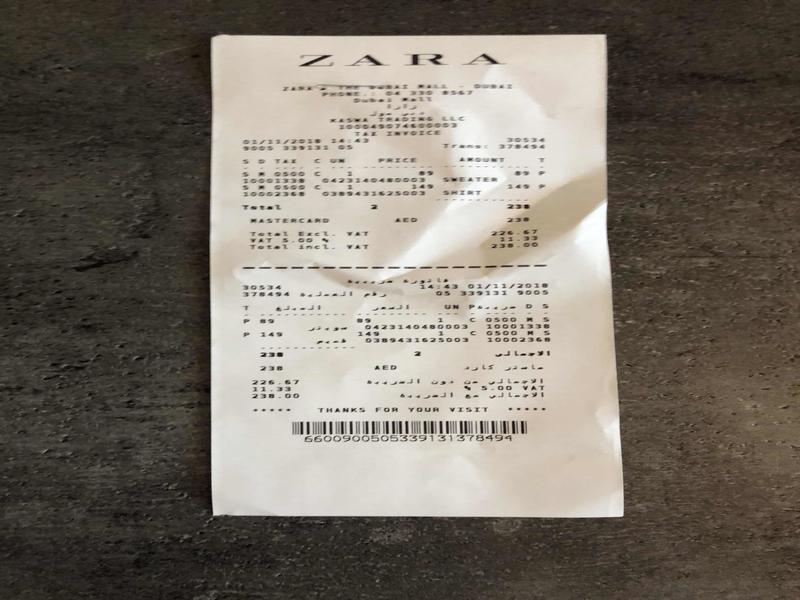 ZARA
ZARA THE DUBAI MALL - DUBAI
PHONE.: 04 330 8567
Dubai Mall
زارا
دبي مول
KASWA TRADING LLC
100049074600003
TAX INVOICE
01/11/2018 14:43 30534
9005 339131 05 Trans: 378494
S D TAX C UN PRICE AMOUNT T
S M 0500 C 1 89 89 P
10001338 0423140480003 SWEATER
S M 0500 C 1 149 149 P
10002368 0389431625003 SHIRT
Total 2 238
MASTERCARD AED 238
Total Excl. VAT 226.67
VAT 5.00 % 11.33
Total incl. VAT 238.00
فاتورة ضريبية
30534 14:43 01/11/2018
378494 رقم العملية 05 339131 9005
T المبلغ السعر UN ضريبة D S
P 89 89 1 C 0500 M S
سويتر 0423140480003 10001338
P 149 149 1 C 0500 M S
قميص 0389431625003 10002368
238 2 الاجمالي
238 AED ماستر كارد
226.67 الاجمالي من دون الضريبة
11.33 % 5.00 VAT
238.00 الاجمالي مع الضريبة
***** THANKS FOR YOUR VISIT *****
6600900505339131378494